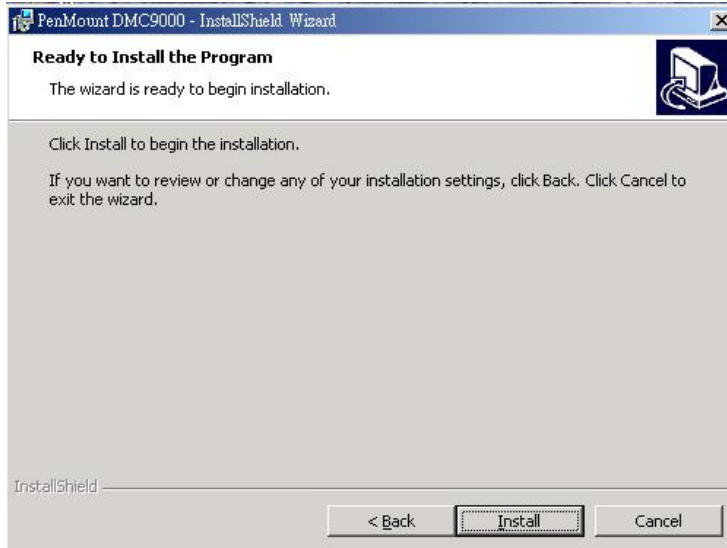 PenMount DMC9000 - InstallShield Wizard
Ready to Install the Program
The wizard is ready to begin installation.
Click Install to begin the installation.
If you want to review or change any of your installation settings, click Back. Click Cancel to
exit the wizard.
InstallShield
< Back Install Cancel